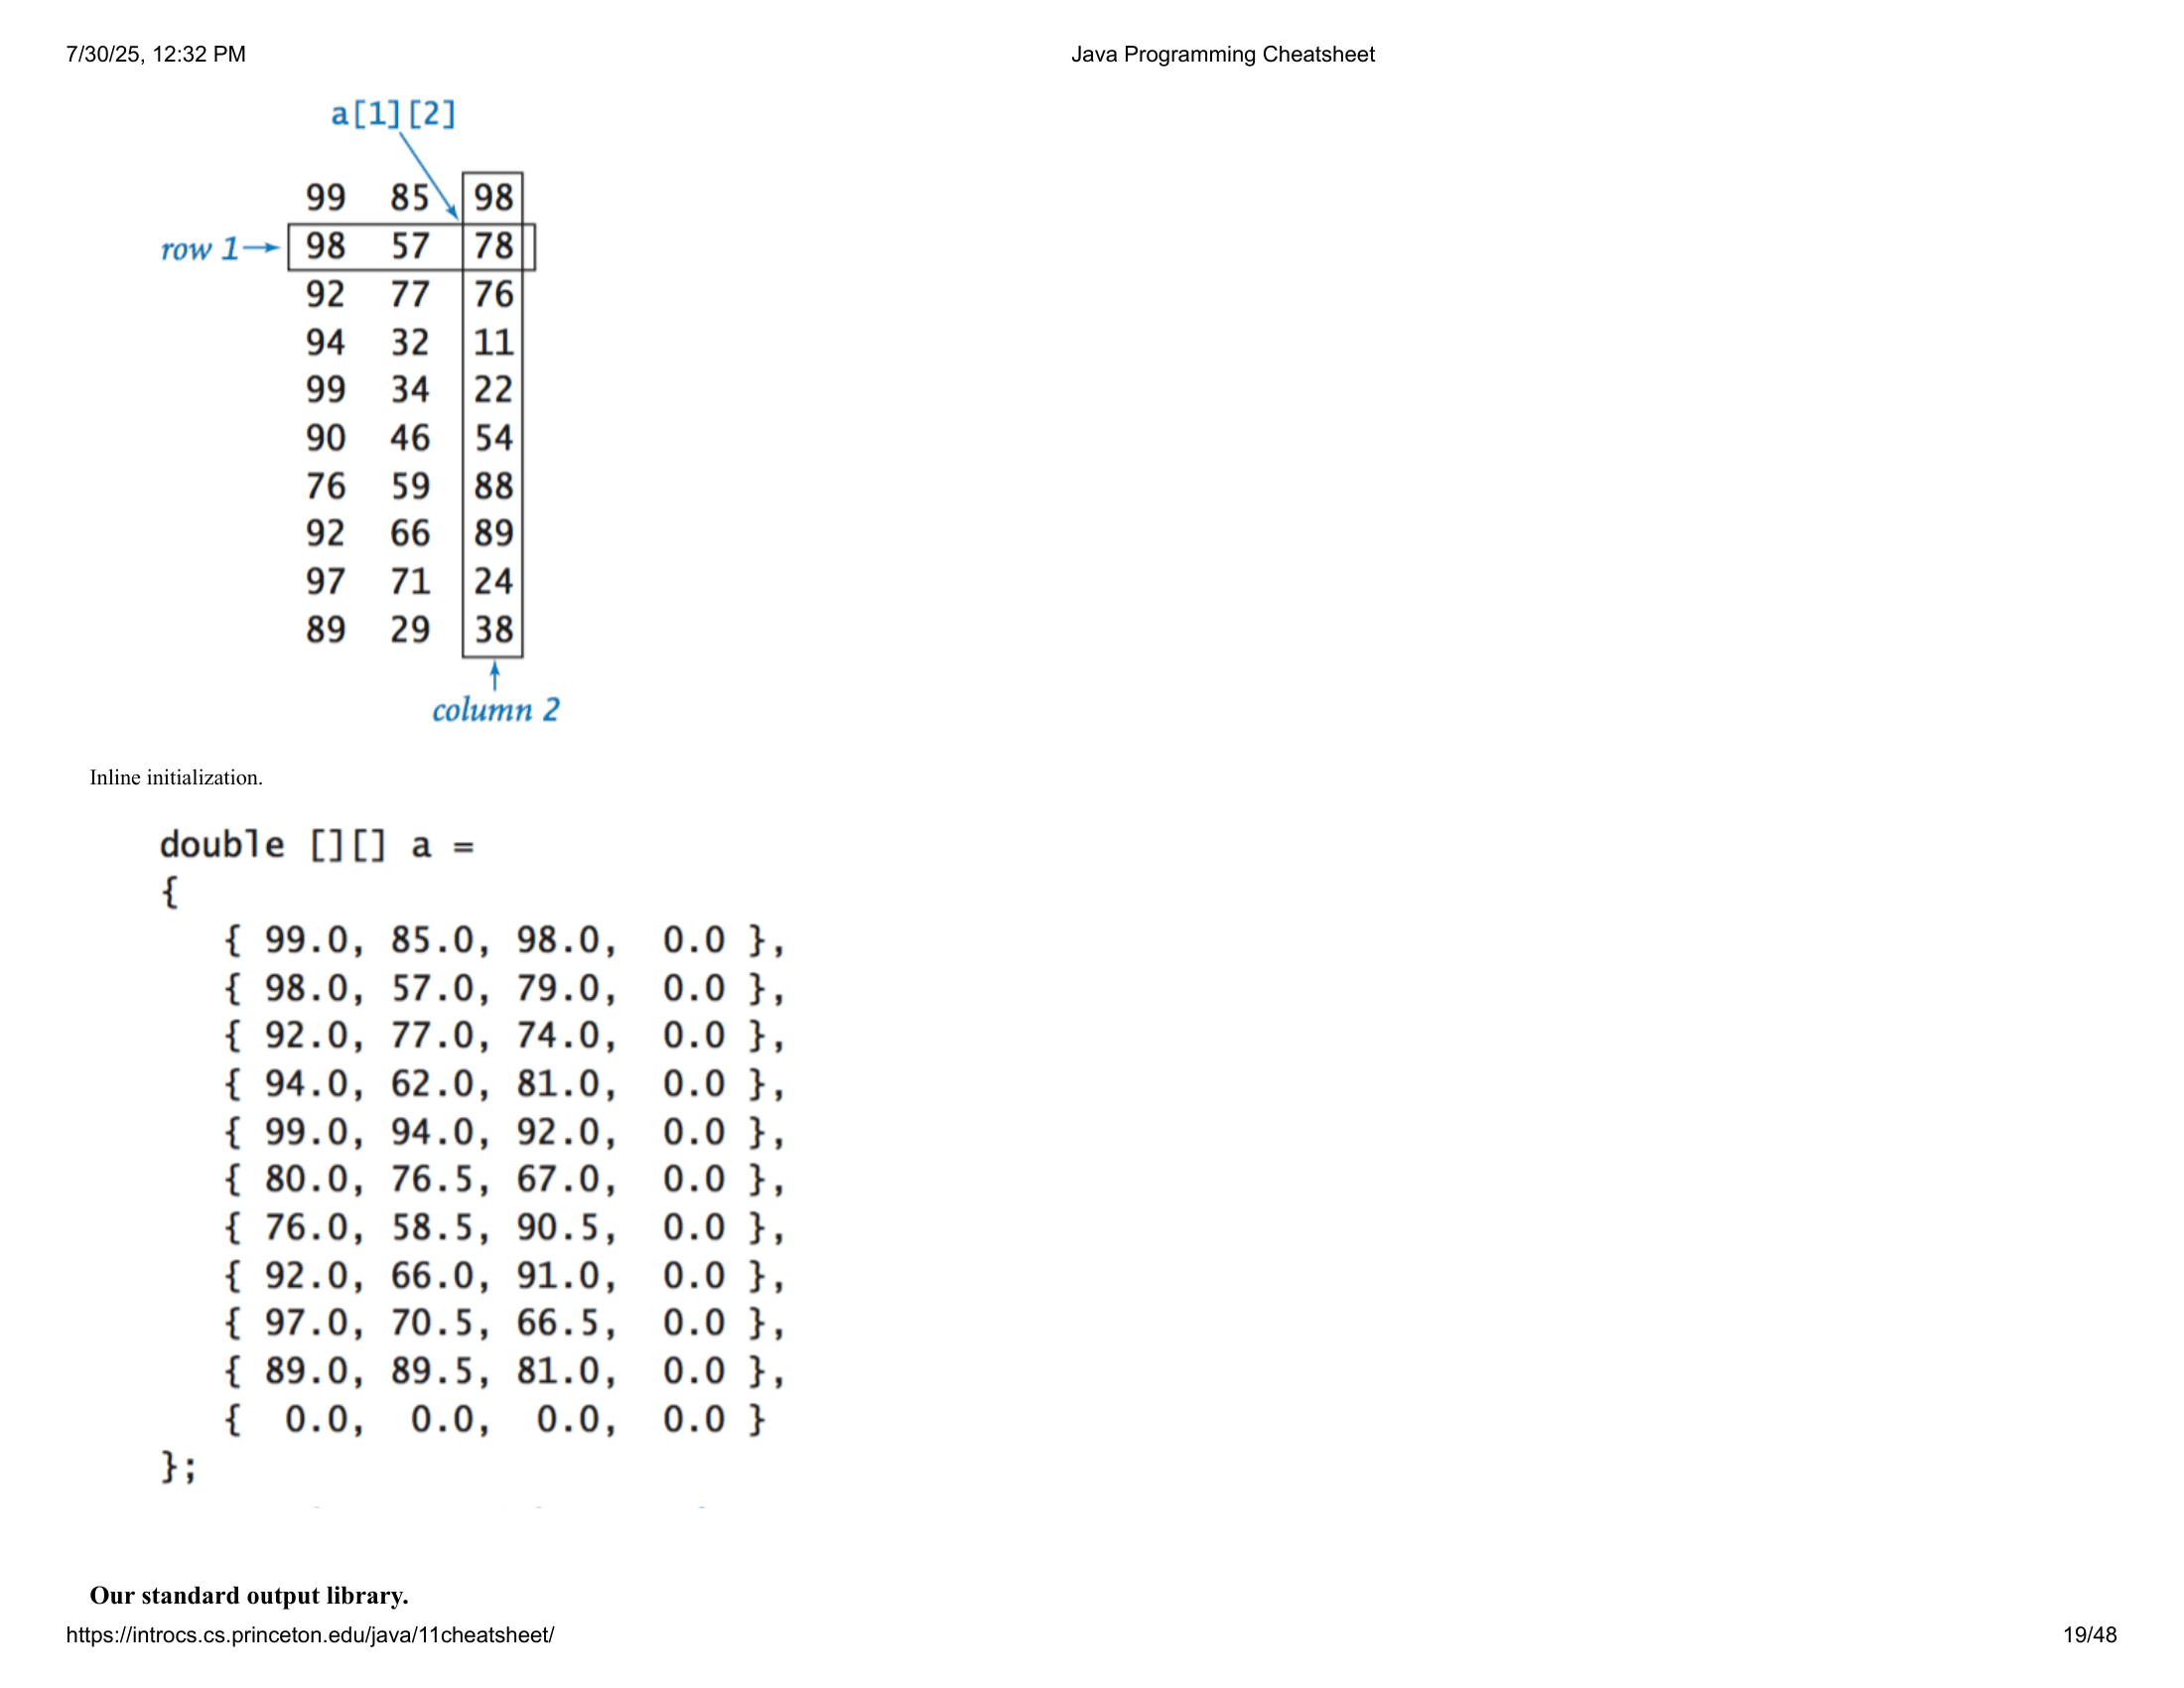 7/30/25, 12:32 PM Java Programming Cheatsheet
a[1][2]
99 85 98
row 1 98 57 78
92 77 76
94 32 11
99 34 22
90 46 54
76 59 88
92 66 89
97 71 24
89 29 38
column 2
Inline initialization.
double [][] a =
{
{ 99.0, 85.0, 98.0, 0.0 },
{ 98.0, 57.0, 79.0, 0.0 },
{ 92.0, 77.0, 74.0, 0.0 },
{ 94.0, 62.0, 81.0, 0.0 },
{ 99.0, 94.0, 92.0, 0.0 },
{ 80.0, 76.5, 67.0, 0.0 },
{ 76.0, 58.5, 90.5, 0.0 },
{ 92.0, 66.0, 91.0, 0.0 },
{ 97.0, 70.5, 66.5, 0.0 },
{ 89.0, 89.5, 81.0, 0.0 },
{ 0.0, 0.0, 0.0, 0.0 }
};
Our standard output library.
https://introcs.cs.princeton.edu/java/11cheatsheet/ 19/48